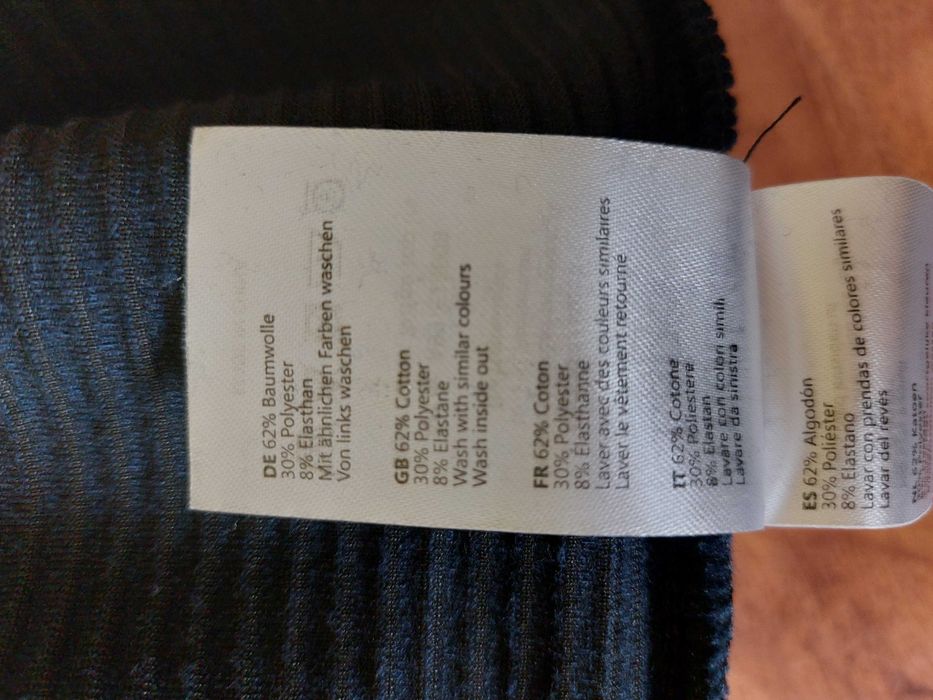 DE 62% Baumwolle
30% Polyester
8% Elasthan
Mit ähnlichen Farben waschen
Von links waschen
GB 62% Cotton
30% Polyester
8% Elastane
Wash with similar colours
Wash inside out
FR 62% Coton
30% Polyester
8% Elasthanne
Laver avec des couleurs similaires
Laver le vêtement retourné
IT 62% Cotone
30% Poliestere
8% Elastan
Lavare con colori simili
Lavare da sinistra
ES 62% Algodón
30% Poliéster
8% Elastano
Lavar con prendas de colores similares
Lavar del revés
NL 62% Katoen